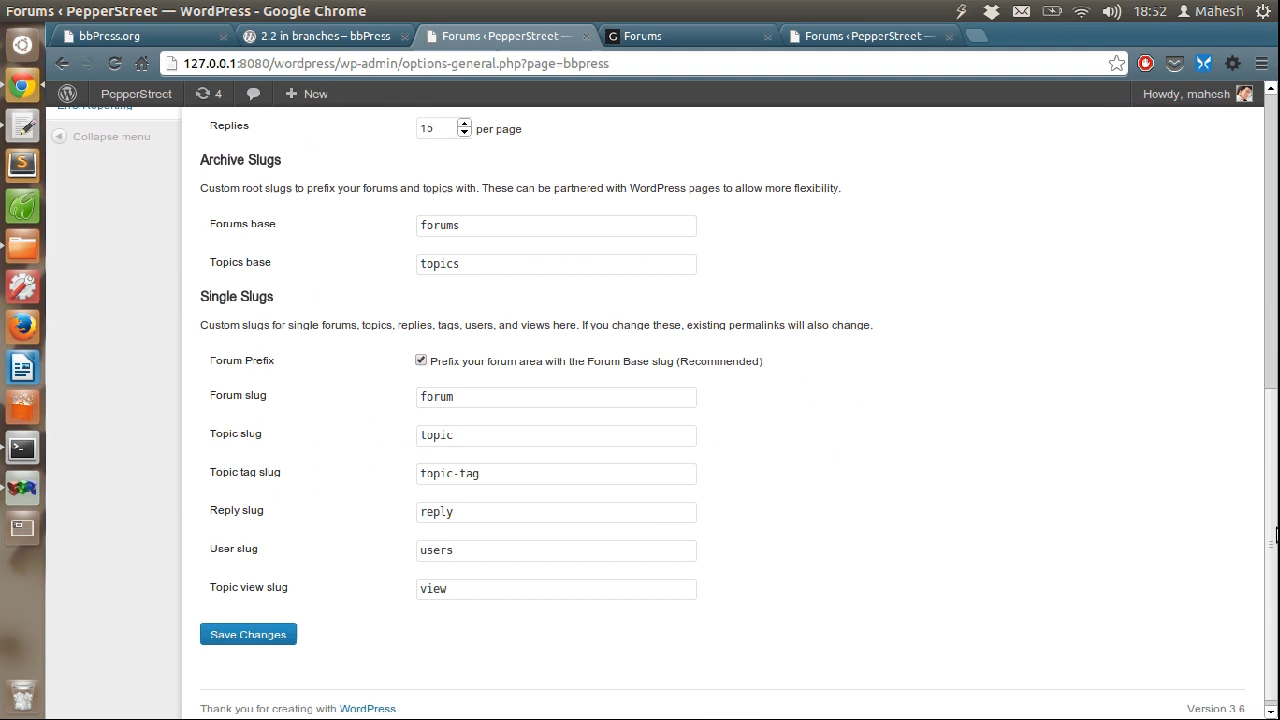 Forums ‹ PepperStreet — WordPress - Google Chrome
18:52 Mahesh
bbPress.org
2.2 in branches – bbPress
Forums ‹ PepperStreet —
Forums
Forums ‹ PepperStreet —
127.0.0.1:8080/wordpress/wp-admin/options-general.php?page=bbpress
PepperStreet 4 New
Howdy, mahesh
Collapse menu
Replies 15 per page
Archive Slugs
Custom root slugs to prefix your forums and topics with. These can be partnered with WordPress pages to allow more flexibility.
Forums base forums
Topics base topics
Single Slugs
Custom slugs for single forums, topics, replies, tags, users, and views here. If you change these, existing permalinks will also change.
Forum Prefix Prefix your forum area with the Forum Base slug (Recommended)
Forum slug forum
Topic slug topic
Topic tag slug topic-tag
Reply slug reply
User slug users
Topic view slug view
Save Changes
Thank you for creating with WordPress
Version 3.6